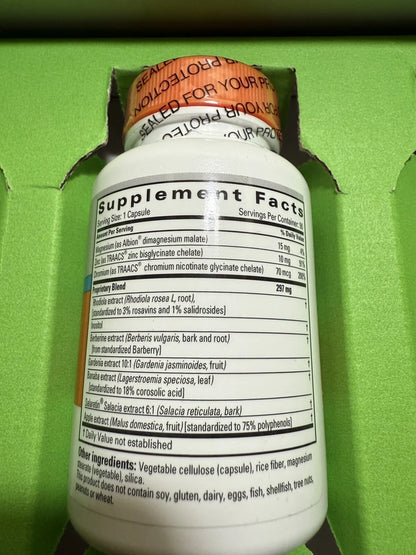 SEALED FOR YOUR PROTECTION
SEALED FOR YOUR PRO
Supplement Facts
Serving Size: 1 Capsule Servings Per Container:
Amount Per Serving % Daily Value
Magnesium (as Albion® dimagnesium malate) 15 mg 4%
Zinc (as TRAACS® zinc bisglycinate chelate) 10 mg 91%
Chromium (as TRAACS® chromium nicotinate glycinate chelate) 70 mcg 200%
Proprietary Blend 297 mg
Rhodiola extract (Rhodiola rosea L, root), †
[standardized to 3% rosavins and 1% salidrosides]
Inositol †
Berberine extract (Berberis vulgaris, bark and root) †
[from standardized Barberry]
Gardenia extract 10:1 (Gardenia jasminoides, fruit) †
Banaba extract (Lagerstroemia speciosa, leaf) †
[standardized to 18% corosolic acid]
Salaretin® Salacia extract 6:1 (Salacia reticulata, bark) †
Apple extract (Malus domestica, fruit) [standardized to 75% polyphenols] †
† Daily Value not established
Other ingredients: Vegetable cellulose (capsule), rice fiber, magnesium
stearate (vegetable), silica.
This product does not contain soy, gluten, dairy, eggs, fish, shellfish, tree nuts,
peanuts or wheat.